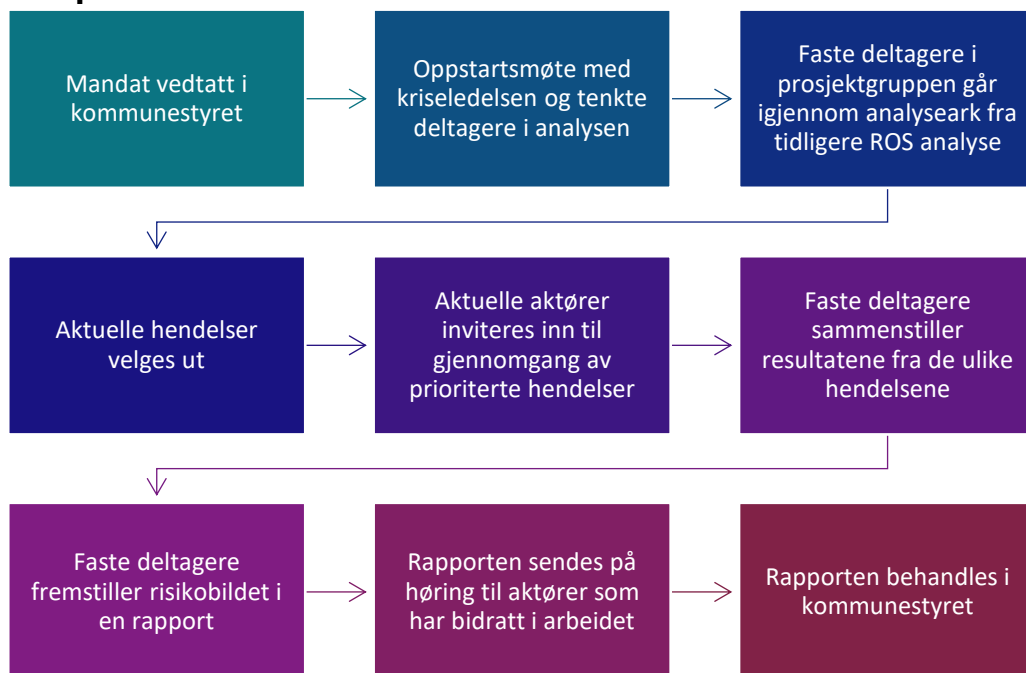 Mandat vedtatt i
kommunestyret
Oppstartsmøte med
kriseledelsen og tenkte
deltagere i analysen
Faste deltagere i
prosjektgruppen går
igjennom analyseark fra
tidligere ROS analyse
Aktuelle hendelser
velges ut
Aktuelle aktører
inviteres inn til
gjennomgang av
prioriterte hendelser
Faste deltagere
sammenstiller
resultatene fra de ulike
hendelsene
Faste deltagere
fremstiller risikobildet i
en rapport
Rapporten sendes på
høring til aktører som
har bidratt i arbeidet
Rapporten behandles i
kommunestyret